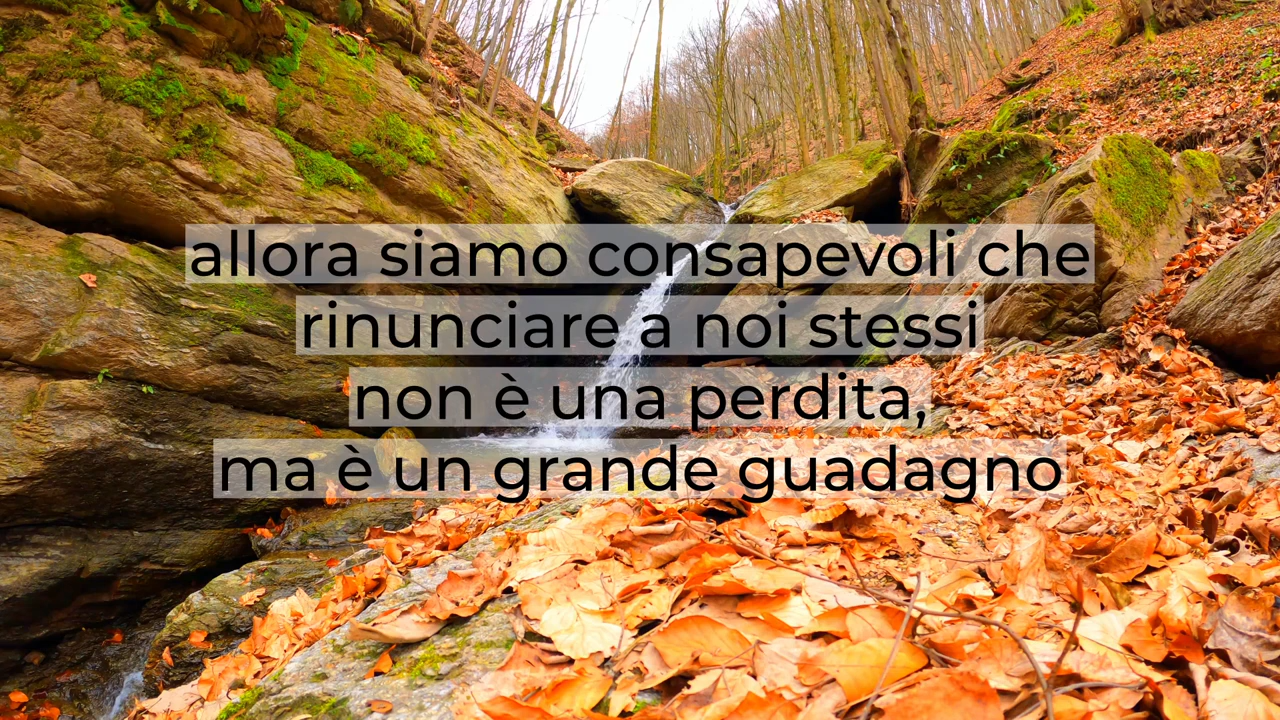 allora siamo consapevoli che
rinunciare a noi stessi
non è una perdita,
ma è un grande guadagno